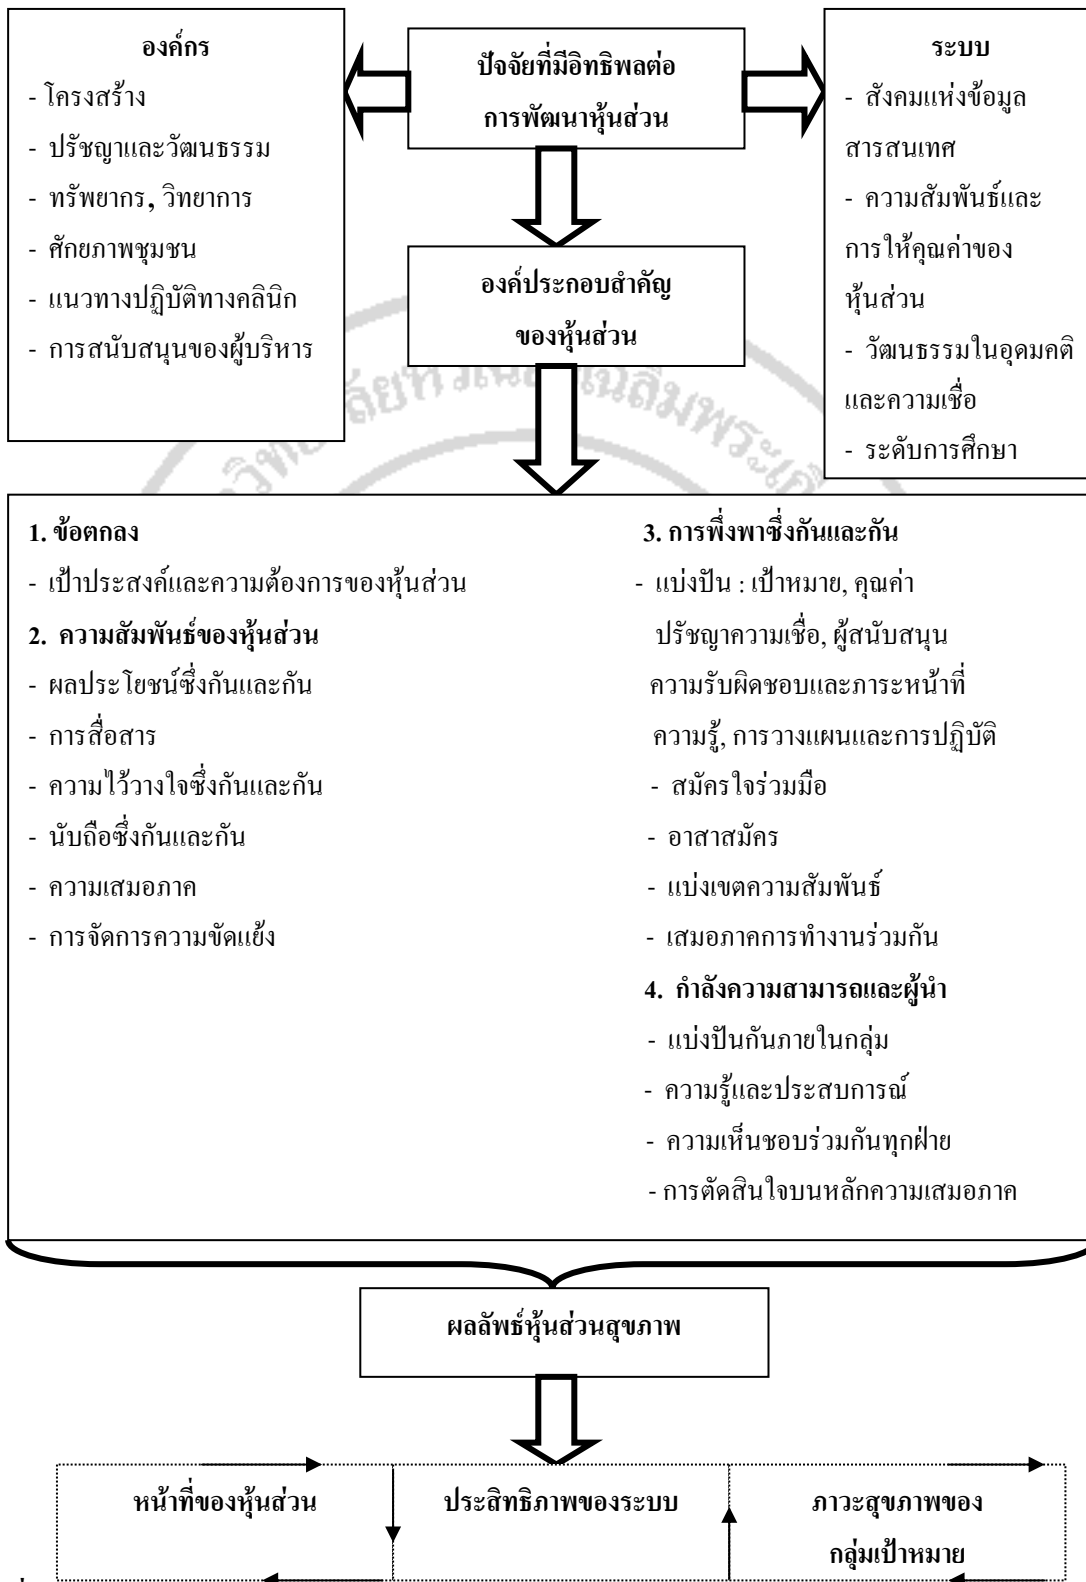 องค์กร
- โครงสร้าง
- ปรัชญาและวัฒนธรรม
- ทรัพยากร, วิทยาการ
- ศักยภาพชุมชน
- แนวทางปฏิบัติทางคลินิก
- การสนับสนุนของผู้บริหาร
ปัจจัยที่มีอิทธิพลต่อ
การพัฒนาหุ้นส่วน
ระบบ
- สังคมแห่งข้อมูล
สารสนเทศ
- ความสัมพันธ์และ
การให้คุณค่าของ
หุ้นส่วน
- วัฒนธรรมในอุดมคติ
และความเชื่อ
- ระดับการศึกษา
องค์ประกอบสำคัญ
ของหุ้นส่วน
1. ข้อตกลง
- เป้าประสงค์และความต้องการของหุ้นส่วน
2. ความสัมพันธ์ของหุ้นส่วน
- ผลประโยชน์ซึ่งกันและกัน
- การสื่อสาร
- ความไว้วางใจซึ่งกันและกัน
- นับถือซึ่งกันและกัน
- ความเสมอภาค
- การจัดการความขัดแย้ง
3. การพึ่งพาซึ่งกันและกัน
- แบ่งปัน : เป้าหมาย, คุณค่า
ปรัชญาความเชื่อ, ผู้สนับสนุน
ความรับผิดชอบและภาระหน้าที่
ความรู้, การวางแผนและการปฏิบัติ
- สมัครใจร่วมมือ
- อาสาสมัคร
- แบ่งเขตความสัมพันธ์
- เสมอภาคการทำงานร่วมกัน
4. กำลังความสามารถและผู้นำ
- แบ่งปันกันภายในกลุ่ม
- ความรู้และประสบการณ์
- ความเห็นชอบร่วมกันทุกฝ่าย
- การตัดสินใจบนหลักความเสมอภาค
ผลลัพธ์หุ้นส่วนสุขภาพ
หน้าที่ของหุ้นส่วน
ประสิทธิภาพของระบบ
ภาวะสุขภาพของ
กลุ่มเป้าหมาย